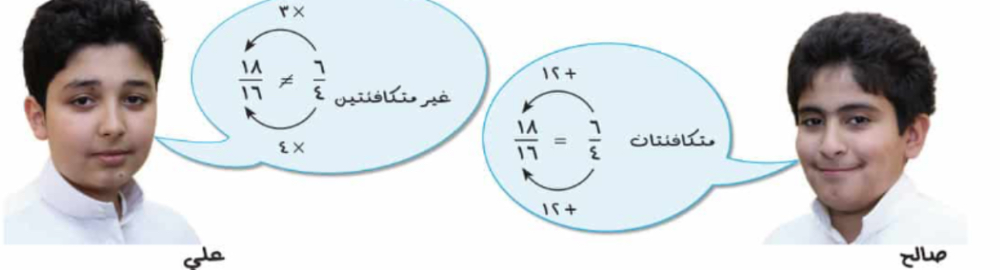 × ٣
٦/٤ ≠ ١٨/١٦
غير متكافئتين
× ٤
علي
+ ١٢
متكافئتان ٦/٤ = ١٨/١٦
+ ١٢
صالح